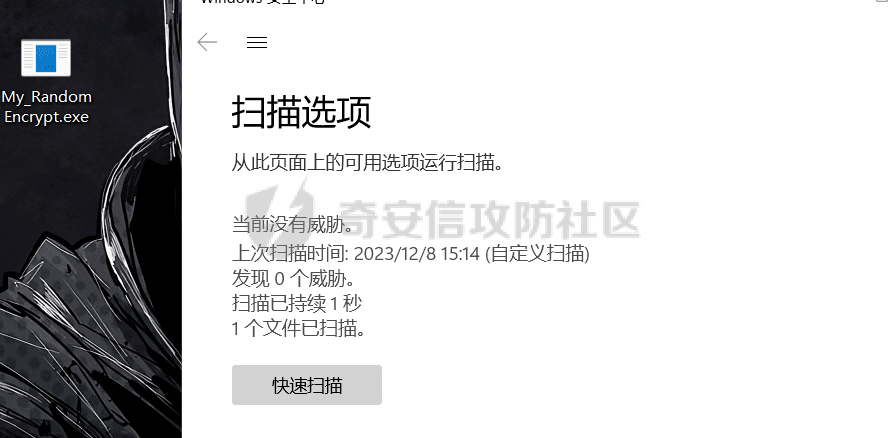 Windows 安全中心
My_Random
Encrypt.exe
扫描选项
从此页面上的可用选项运行扫描。
奇安信攻防社区
当前没有威胁。
上次扫描时间: 2023/12/8 15:14 (自定义扫描)
发现 0 个威胁。
扫描已持续 1 秒
1 个文件已扫描。
快速扫描